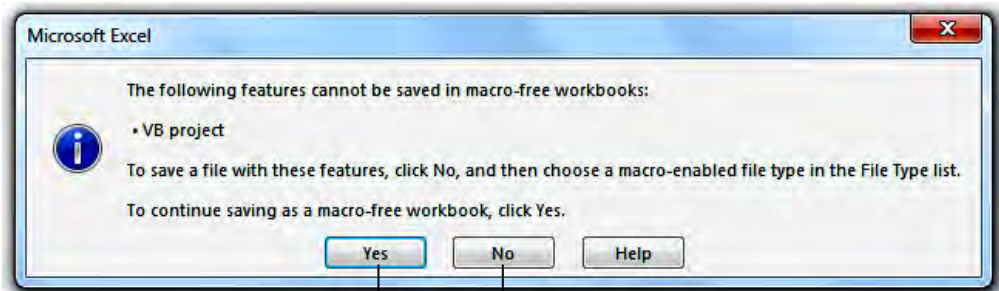 Microsoft Excel
The following features cannot be saved in macro-free workbooks:
• VB project
To save a file with these features, click No, and then choose a macro-enabled file type in the File Type list.
To continue saving as a macro-free workbook, click Yes.
Yes No Help